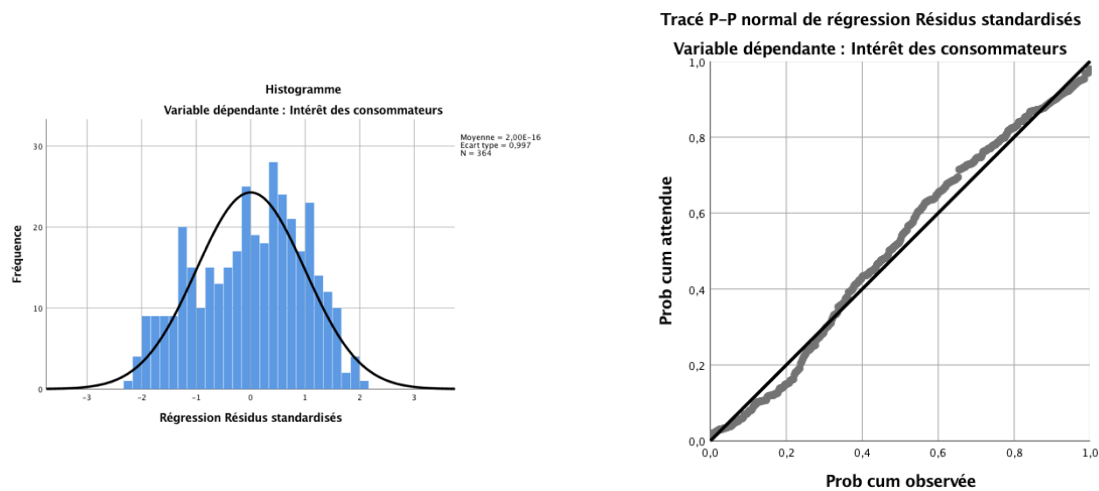 Histogramme
Variable dépendante : Intérêt des consommateurs
Moyenne = 2,00E-16
Ecart type = 0,997
N = 364
30
20
10
0
Fréquence
-3
-2
-1
0
1
2
3
Régression Résidus standardisés
Tracé P-P normal de régression Résidus standardisés
Variable dépendante : Intérêt des consommateurs
1,0
0,8
0,6
0,4
0,2
0,0
Prob cum attendue
0,0
0,2
0,4
0,6
0,8
1,0
Prob cum observée